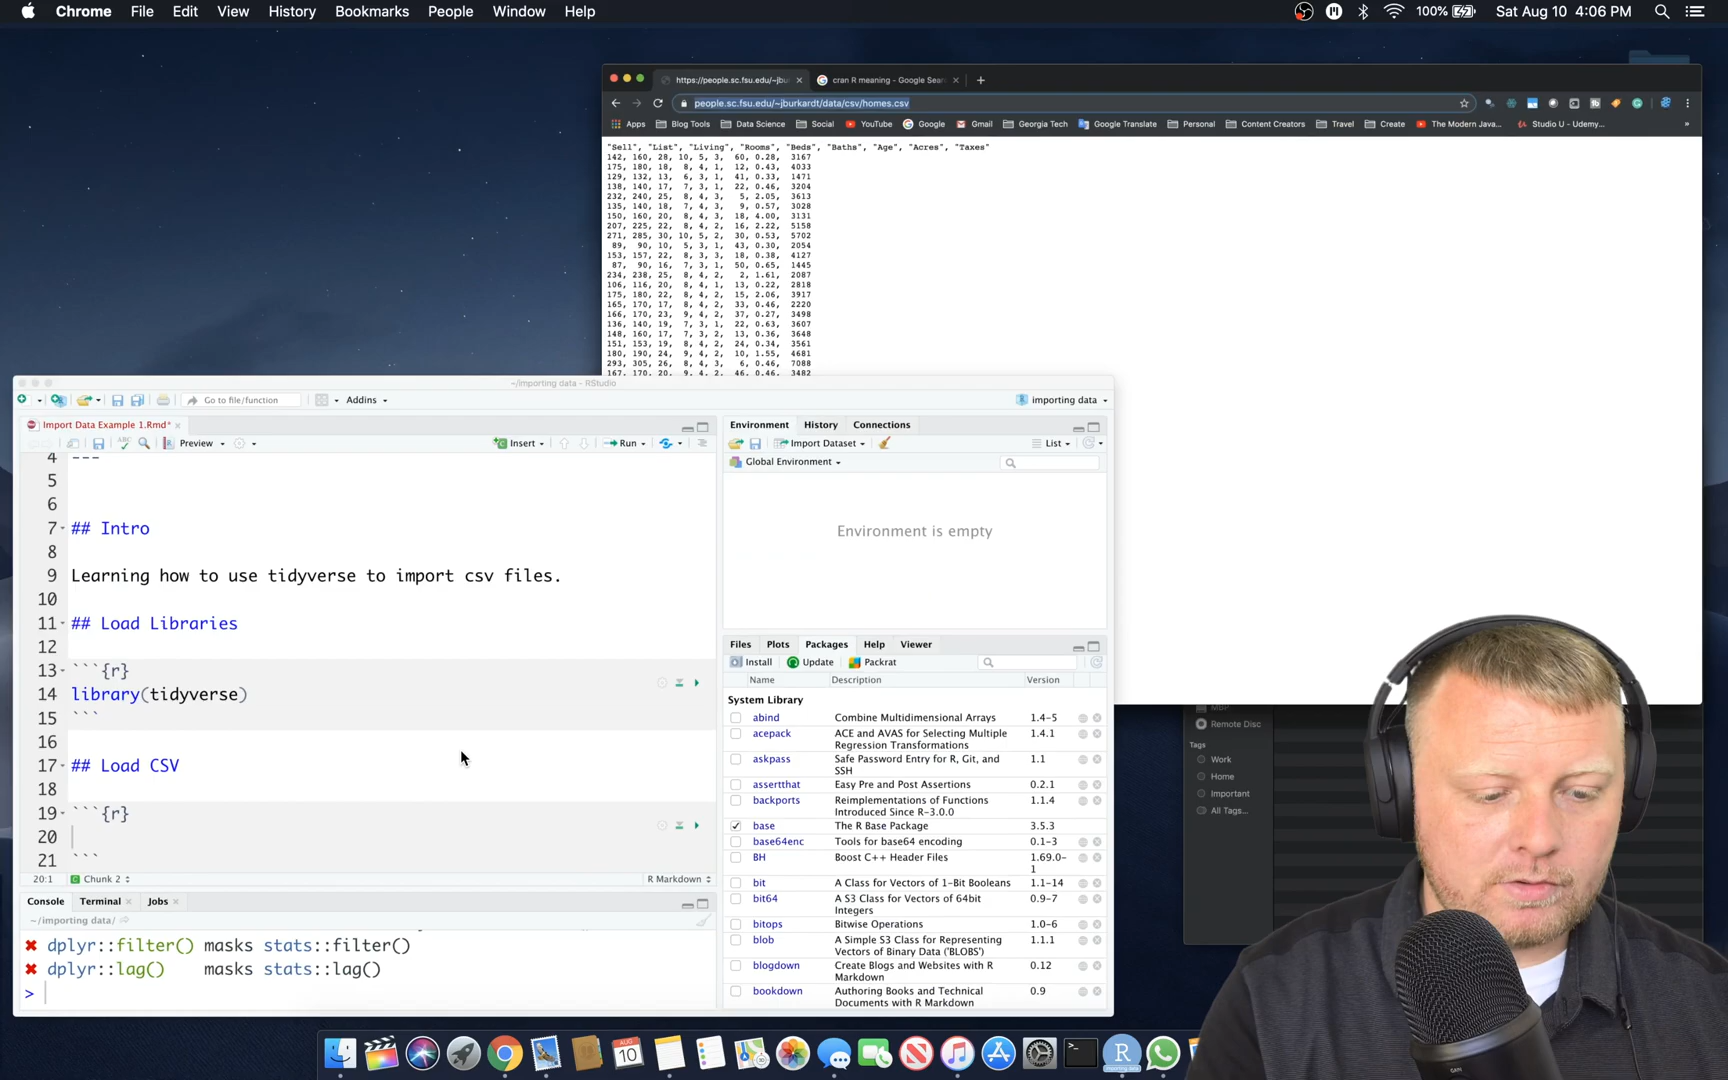 Chrome File Edit View History Bookmarks People Window Help
100% Sat Aug 10 4:06 PM
https://people.sc.fsu.edu/~jbu × cran R meaning - Google Sear × +
people.sc.fsu.edu/~jburkardt/data/csv/homes.csv
Apps Blog Tools Data Science Social YouTube Google Gmail Georgia Tech Google Translate Personal Content Creators Travel Create The Modern Java... Studio U - Udemy... »
"Sell", "List", "Living", "Rooms", "Beds", "Baths", "Age", "Acres", "Taxes"
142, 160, 28, 10, 5, 3, 60, 0.28, 3167
175, 180, 18, 8, 4, 1, 12, 0.43, 4033
129, 132, 13, 6, 3, 1, 41, 0.33, 1471
138, 140, 17, 7, 3, 1, 22, 0.46, 3204
232, 240, 25, 8, 4, 3, 5, 2.05, 3613
135, 140, 18, 7, 4, 3, 9, 0.57, 3028
150, 160, 20, 8, 4, 3, 18, 4.00, 3131
207, 225, 22, 8, 4, 2, 16, 2.22, 5158
271, 285, 30, 10, 5, 2, 30, 0.53, 5702
89, 90, 10, 5, 3, 1, 43, 0.30, 2054
153, 157, 22, 8, 3, 3, 18, 0.38, 4127
87, 90, 16, 7, 3, 1, 50, 0.65, 1445
234, 238, 25, 8, 4, 2, 2, 1.61, 2087
106, 116, 20, 8, 4, 1, 13, 0.22, 2818
175, 180, 22, 8, 4, 2, 15, 2.06, 3917
165, 170, 17, 8, 4, 2, 33, 0.46, 2220
166, 170, 23, 9, 4, 2, 37, 0.27, 3498
136, 140, 19, 7, 3, 1, 22, 0.63, 3607
148, 160, 17, 7, 3, 2, 13, 0.36, 3648
151, 153, 19, 8, 4, 2, 24, 0.34, 3561
180, 190, 24, 9, 4, 2, 10, 1.55, 4681
293, 305, 26, 8, 4, 3, 6, 0.46, 7088
167, 170, 20, 9, 4, 2, 46, 0.46, 3482
~/importing data - RStudio
Go to file/function Addins importing data
Import Data Example 1.Rmd* ×
Preview Insert Run
4 ---
5
6
7 ## Intro
8
9 Learning how to use tidyverse to import csv files.
10
11 ## Load Libraries
12
13 ```{r}
14 library(tidyverse)
15 ```
16
17 ## Load CSV
18
19 ```{r}
20
21 ```
20:1 Chunk 2 R Markdown
Console Terminal × Jobs ×
~/importing data/
✖ dplyr::filter() masks stats::filter()
✖ dplyr::lag() masks stats::lag()
>
Environment History Connections
Import Dataset List
Global Environment
Environment is empty
Files Plots Packages Help Viewer
Install Update Packrat
Name Description Version
System Library
abind Combine Multidimensional Arrays 1.4-5
acepack ACE and AVAS for Selecting Multiple Regression Transformations 1.4.1
askpass Safe Password Entry for R, Git, and SSH 1.1
assertthat Easy Pre and Post Assertions 0.2.1
backports Reimplementations of Functions Introduced Since R-3.0.0 1.1.4
base The R Base Package 3.5.3
base64enc Tools for base64 encoding 0.1-3
BH Boost C++ Header Files 1.69.0-1
bit A Class for Vectors of 1-Bit Booleans 1.1-14
bit64 A S3 Class for Vectors of 64bit Integers 0.9-7
bitops Bitwise Operations 1.0-6
blob A Simple S3 Class for Representing Vectors of Binary Data ('BLOBS') 1.1.1
blogdown Create Blogs and Websites with R Markdown 0.12
bookdown Authoring Books and Technical Documents with R Markdown 0.9
MBP
Remote Disc
Tags
Work
Home
Important
All Tags...
AUG
10
R
importing data